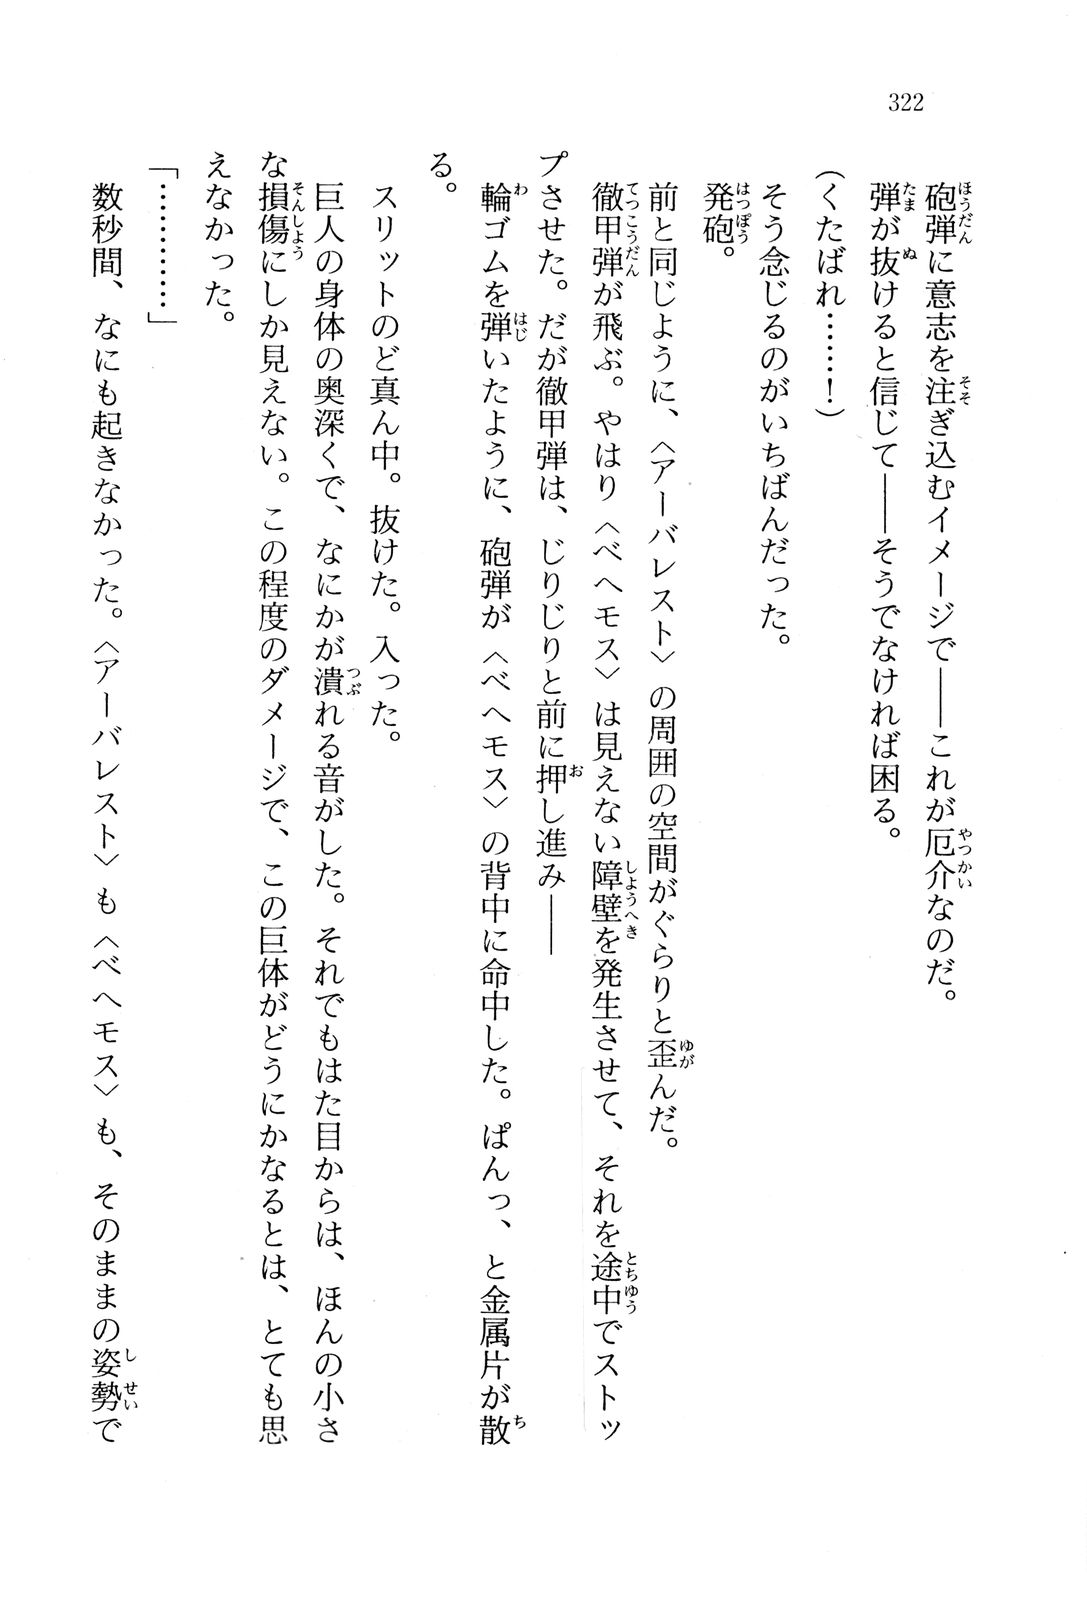 322
砲弾に意志を注ぎ込むイメージで――これが厄介なのだ。
弾が抜けると信じて――そうでなければ困る。
(くたばれ……!)
そう念じるのがいちばんだった。
発砲。
前と同じように、〈アーバレスト〉の周囲の空間がぐらりと歪んだ。
徹甲弾が飛ぶ。やはり〈ベヘモス〉は見えない障壁を発生させて、それを途中でストッ
プさせた。だが徹甲弾は、じりじりと前に押し進み――
輪ゴムを弾いたように、砲弾が〈ベヘモス〉の背中に命中した。ぱんっ、と金属片が散
る。
スリットのど真ん中。抜けた。入った。
巨人の身体の奥深くで、なにかが潰れる音がした。それでもはた目からは、ほんの小さ
な損傷にしか見えない。この程度のダメージで、この巨体がどうにかなるとは、とても思
えなかった。
「…………」
数秒間、なにも起きなかった。〈アーバレスト〉も〈ベヘモス〉も、そのままの姿勢で